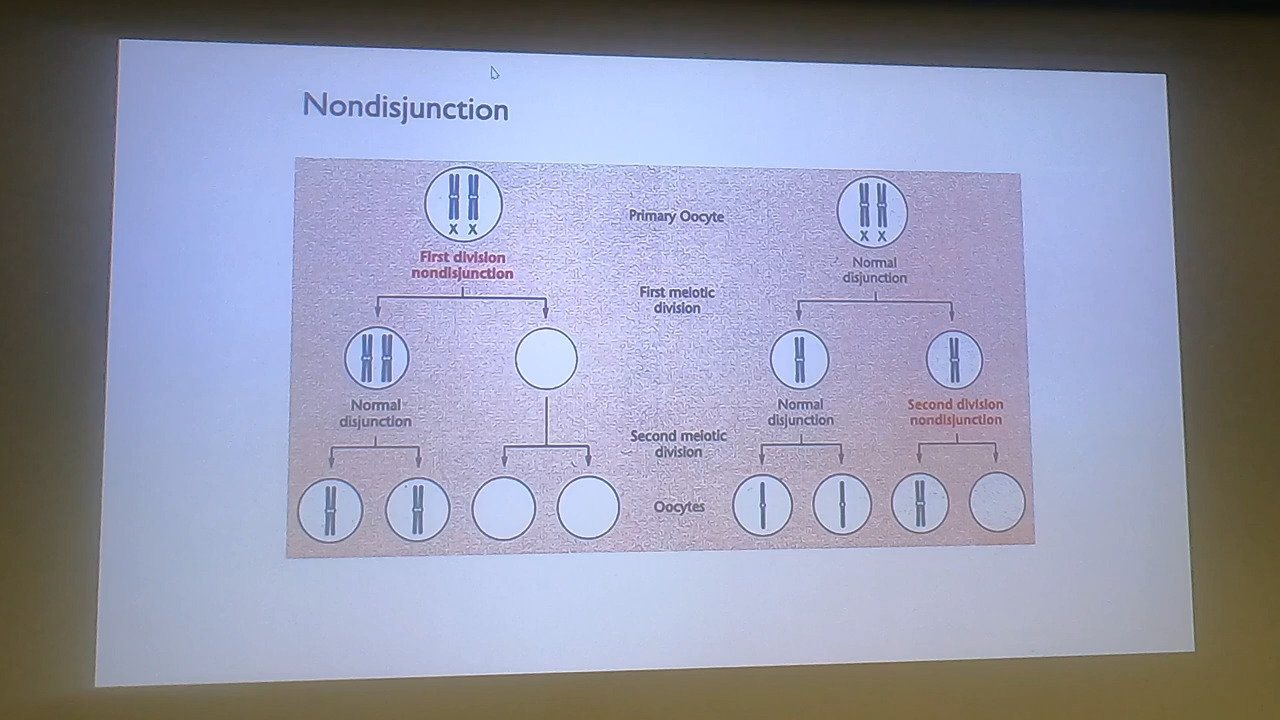 Nondisjunction
X X
Primary Oocyte
X X
First division
nondisjunction
Normal
disjunction
First meiotic
division
Normal
disjunction
Normal
disjunction
Second division
nondisjunction
Second meiotic
division
Oocytes